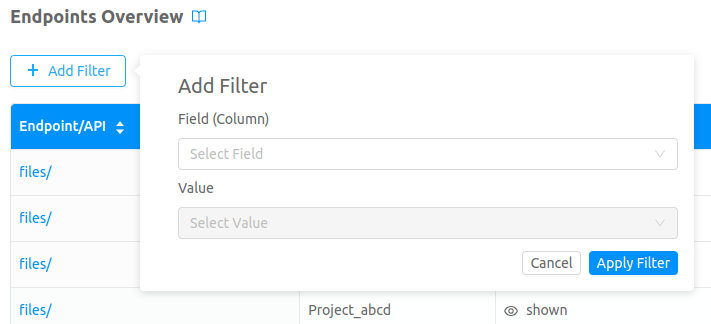 Endpoints Overview
+ Add Filter
Add Filter
Field (Column)
Endpoint/API
Select Field
files/
Value
files/
Select Value
files/
Cancel Apply Filter
files/ Project_abcd shown